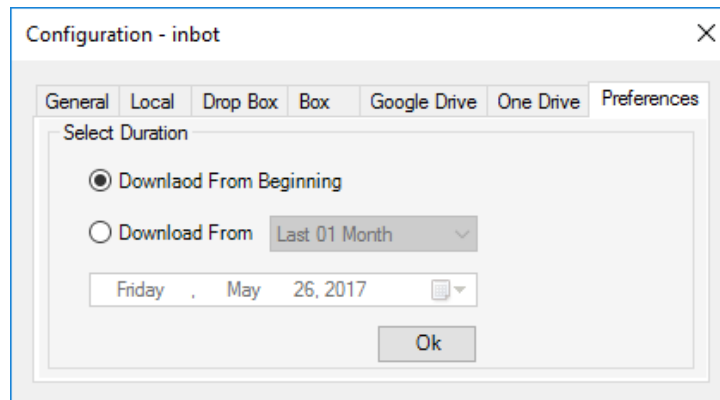 Configuration - inbot
General Local Drop Box Box Google Drive One Drive Preferences
Select Duration
Downlaod From Beginning
Download From Last 01 Month
Friday , May 26, 2017
Ok